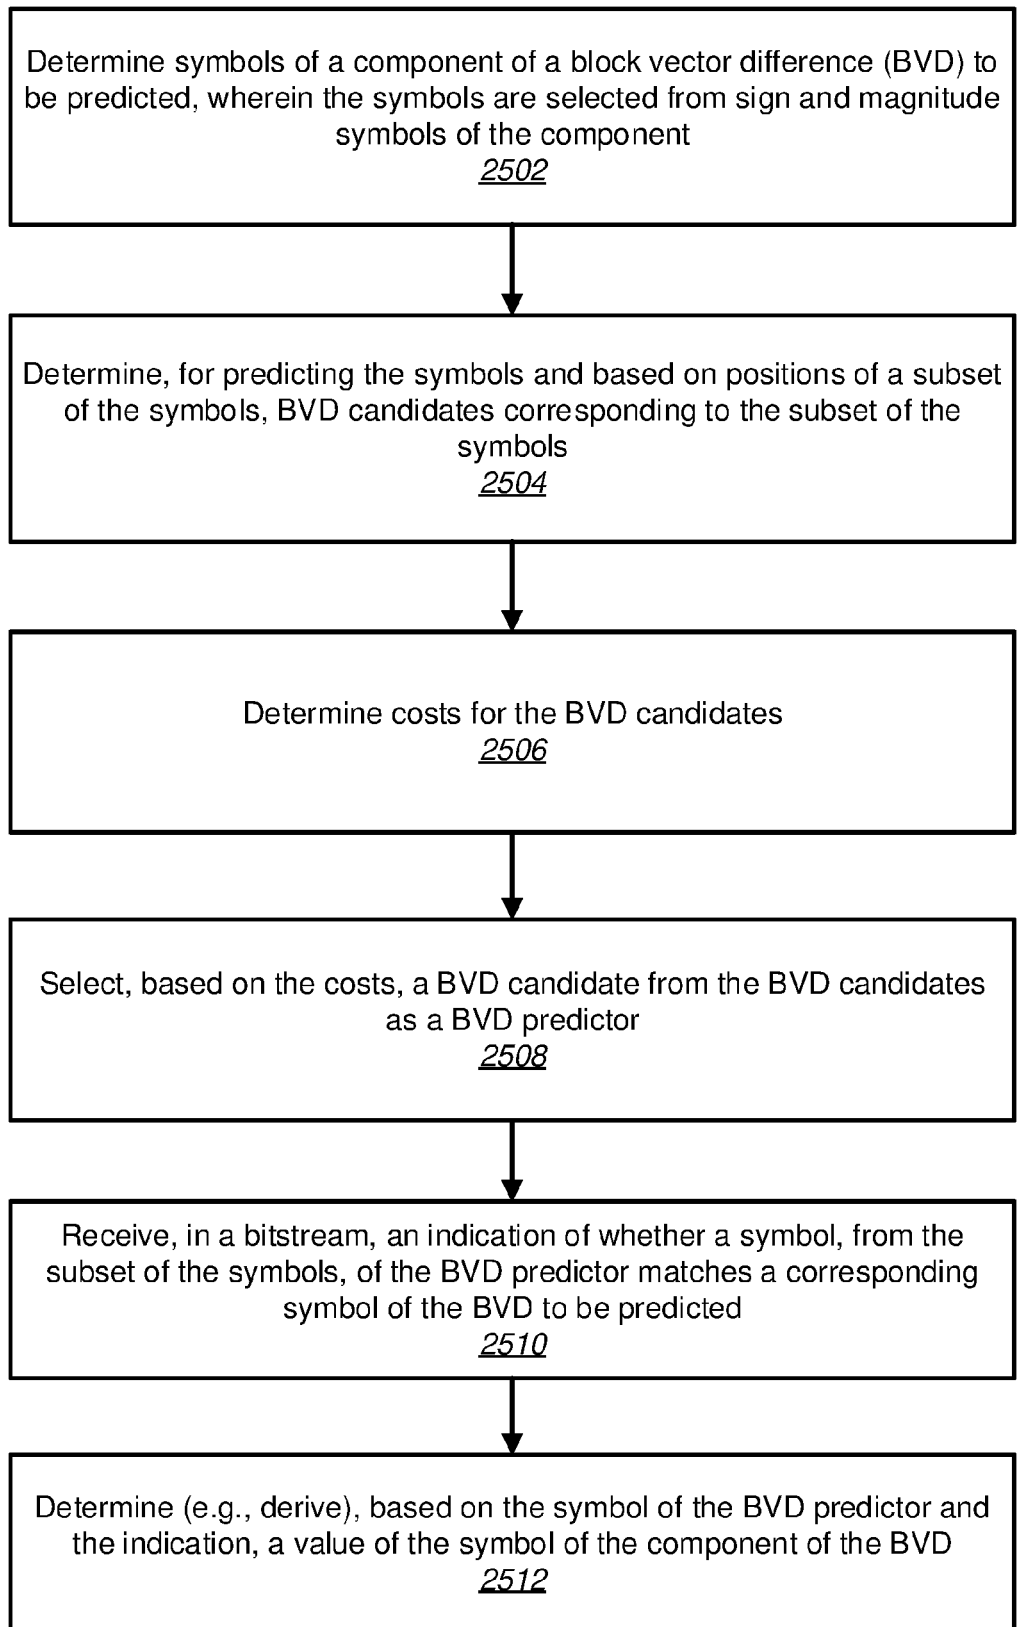 Determine symbols of a component of a block vector difference (BVD) to
be predicted, wherein the symbols are selected from sign and magnitude
symbols of the component
2502
Determine, for predicting the symbols and based on positions of a subset
of the symbols, BVD candidates corresponding to the subset of the
symbols
2504
Determine costs for the BVD candidates
2506
Select, based on the costs, a BVD candidate from the BVD candidates
as a BVD predictor
2508
Receive, in a bitstream, an indication of whether a symbol, from the
subset of the symbols, of the BVD predictor matches a corresponding
symbol of the BVD to be predicted
2510
Determine (e.g., derive), based on the symbol of the BVD predictor and
the indication, a value of the symbol of the component of the BVD
2512